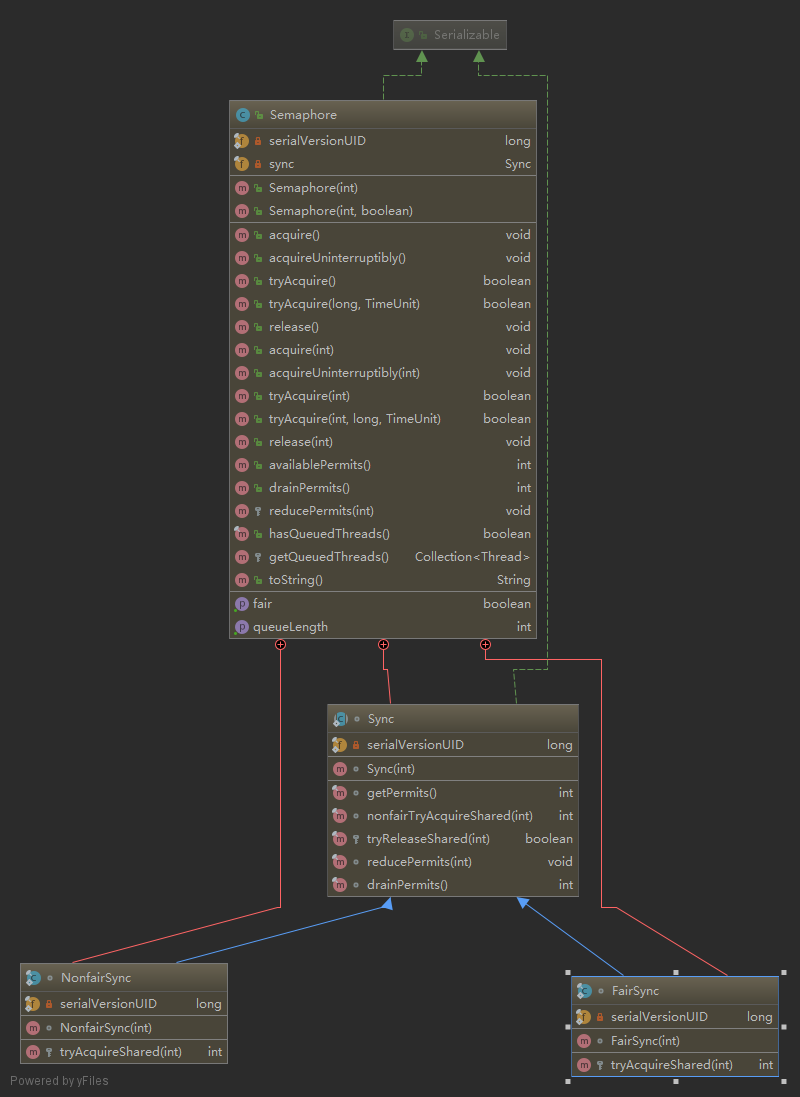 Serializable
Semaphore
serialVersionUID long
sync Sync
Semaphore(int)
Semaphore(int, boolean)
acquire() void
acquireUninterruptibly() void
tryAcquire() boolean
tryAcquire(long, TimeUnit) boolean
release() void
acquire(int) void
acquireUninterruptibly(int) void
tryAcquire(int) boolean
tryAcquire(int, long, TimeUnit) boolean
release(int) void
availablePermits() int
drainPermits() int
reducePermits(int) void
hasQueuedThreads() boolean
getQueuedThreads() Collection<Thread>
toString() String
fair boolean
queueLength int
Sync
serialVersionUID long
Sync(int)
getPermits() int
nonfairTryAcquireShared(int) int
tryReleaseShared(int) boolean
reducePermits(int) void
drainPermits() int
NonfairSync
serialVersionUID long
NonfairSync(int)
tryAcquireShared(int) int
FairSync
serialVersionUID long
FairSync(int)
tryAcquireShared(int) int
Powered by yFiles